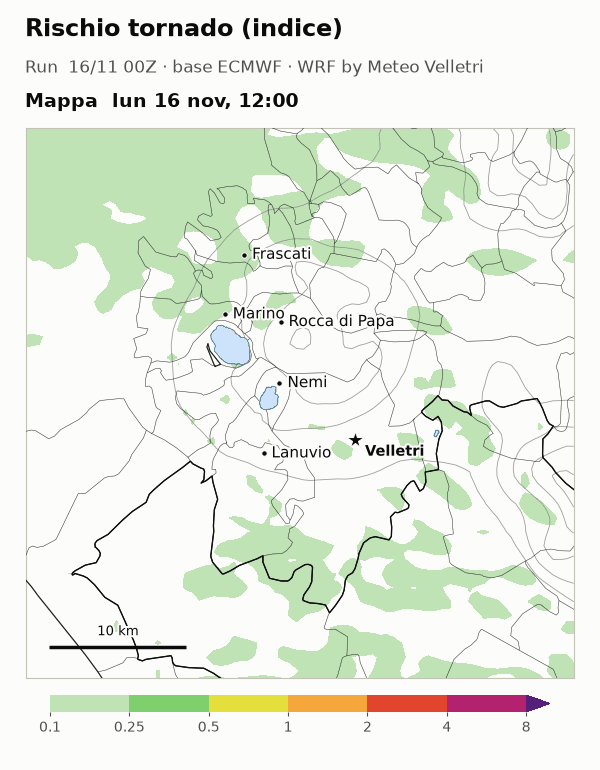 Rischio tornado (indice)
Run  16/11 00Z · base ECMWF · WRF by Meteo Velletri
Mappa  lun 16 nov, 12:00
Frascati
Marino
Rocca di Papa
Nemi
Velletri
Lanuvio
10 km
0.1 0.25 0.5 1 2 4 8